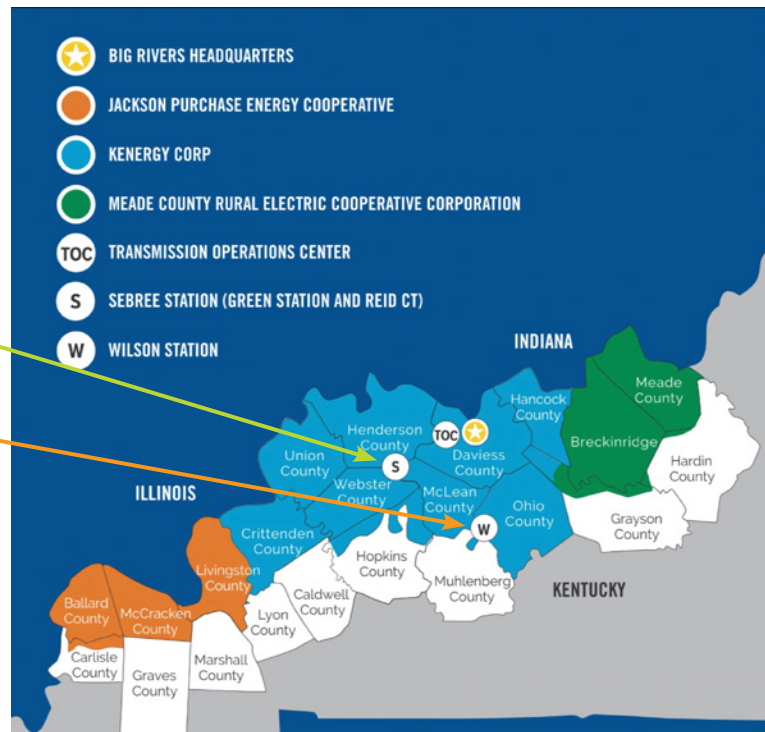 BIG RIVERS HEADQUARTERS
JACKSON PURCHASE ENERGY COOPERATIVE
KENERGY CORP
MEADE COUNTY RURAL ELECTRIC COOPERATIVE CORPORATION
TOC TRANSMISSION OPERATIONS CENTER
S SEBREE STATION (GREEN STATION AND REID CT)
W WILSON STATION
INDIANA
Meade
County
Hancock
County
Breckinridge
Hardin
County
Henderson
County
TOC
Daviess
County
Union
County
S
Webster
County
McLean
County
Ohio
County
W
Grayson
County
ILLINOIS
Crittenden
County
Hopkins
County
Muhlenberg
County
KENTUCKY
Livingston
County
Caldwell
County
Lyon
County
Ballard
County
McCracken
County
Carlisle
County
Graves
County
Marshall
County